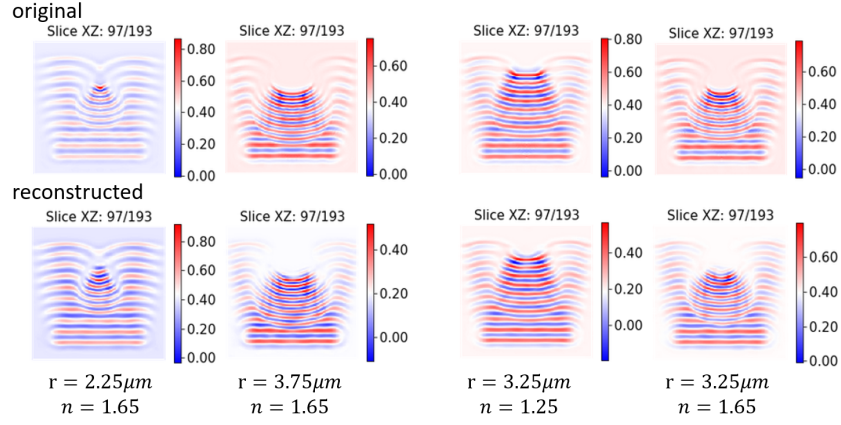 original
Slice XZ: 97/193
Slice XZ: 97/193
Slice XZ: 97/193
Slice XZ: 97/193
0.80
0.60
0.40
0.20
0.00
0.60
0.40
0.20
0.00
0.80
0.60
0.40
0.20
0.00
0.60
0.40
0.20
0.00
reconstructed
Slice XZ: 97/193
Slice XZ: 97/193
Slice XZ: 97/193
Slice XZ: 97/193
0.80
0.60
0.40
0.20
0.00
0.40
0.20
0.00
0.40
0.20
0.00
0.60
0.40
0.20
0.00
r = 2.25μm
n = 1.65
r = 3.75μm
n = 1.65
r = 3.25μm
n = 1.25
r = 3.25μm
n = 1.65